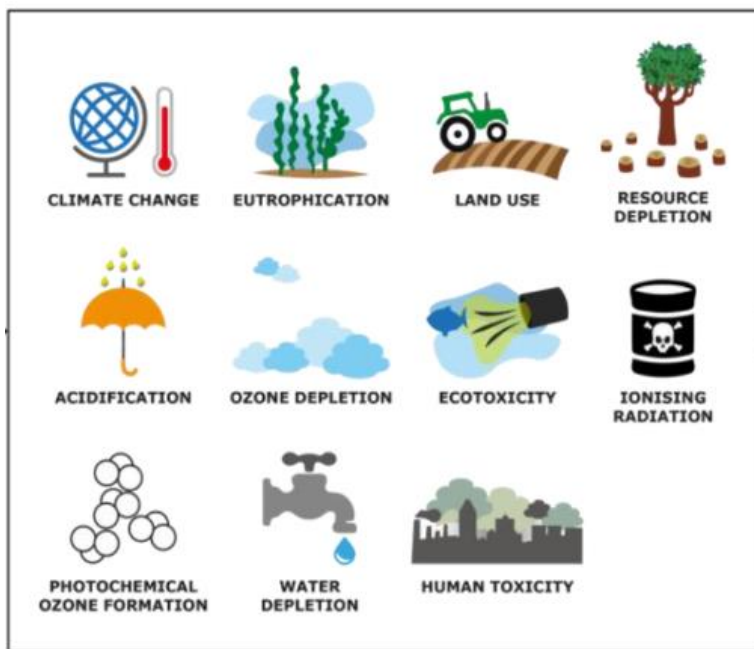 CLIMATE CHANGE
EUTROPHICATION
LAND USE
RESOURCE
DEPLETION
ACIDIFICATION
OZONE DEPLETION
ECOTOXICITY
IONISING
RADIATION
PHOTOCHEMICAL
OZONE FORMATION
WATER
DEPLETION
HUMAN TOXICITY